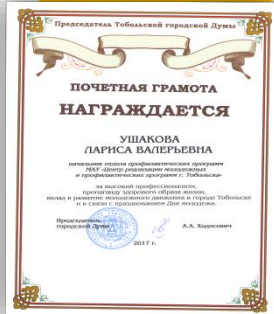 Председатель Тобольской городской Думы
ПОЧЕТНАЯ ГРАМОТА
НАГРАЖДАЕТСЯ
УШАКОВА
ЛАРИСА ВАЛЕРЬЕВНА
начальник отдела профилактических программ
МАУ «Центр реализации молодежных
и профилактических программ г. Тобольска»
за высокий профессионализм,
пропаганду здорового образа жизни,
вклад в развитие молодежного движения в городе Тобольске
и в связи с празднованием Дня молодежи.
Председатель
городской Думы А.А. Ходосевич
2017 г.